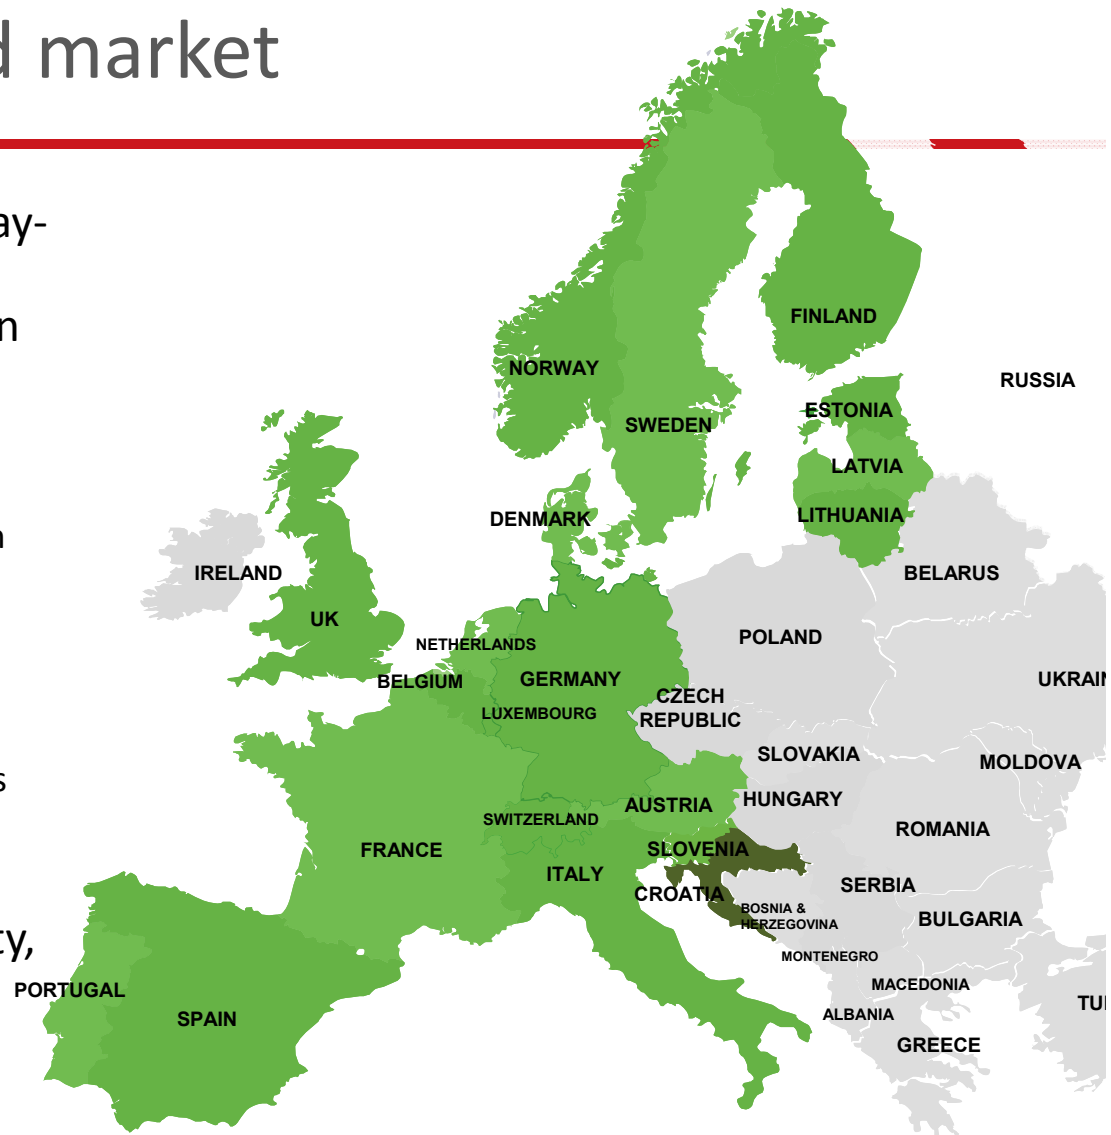 d market
ay-
n
NORWAY
FINLAND
RUSSIA
SWEDEN
ESTONIA
LATVIA
LITHUANIA
DENMARK
n
IRELAND
BELARUS
UK
NETHERLANDS
POLAND
BELGIUM
GERMANY
UKRAIN
LUXEMBOURG
CZECH
REPUBLIC
SLOVAKIA
MOLDOVA
s
AUSTRIA
HUNGARY
SWITZERLAND
ROMANIA
FRANCE
SLOVENIA
ITALY
CROATIA
SERBIA
BOSNIA &
HERZEGOVINA
BULGARIA
ty,
MONTENEGRO
PORTUGAL
MACEDONIA
SPAIN
ALBANIA
TU
GREECE